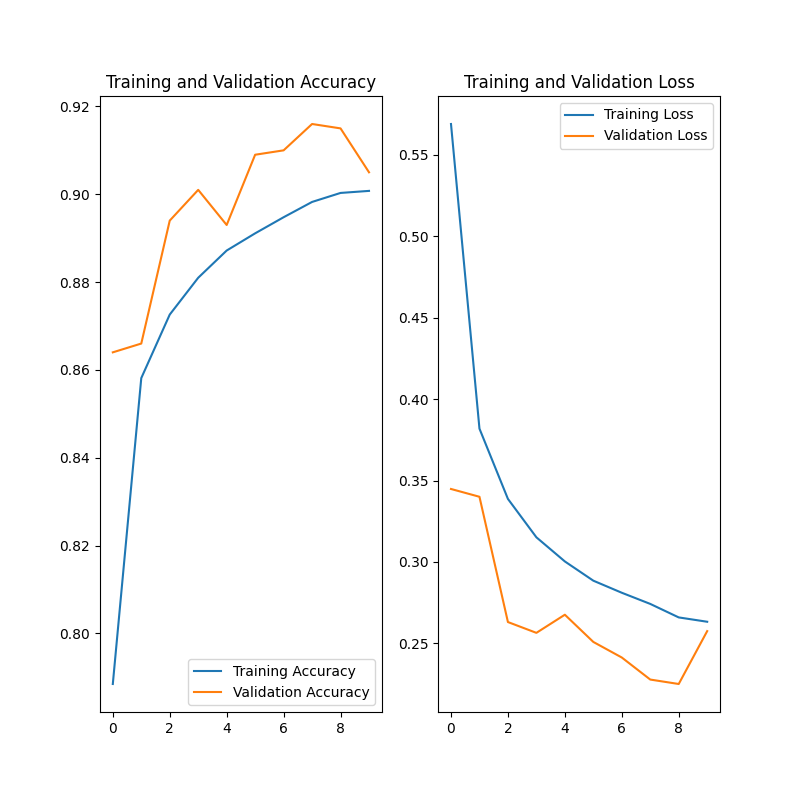 Training and Validation Accuracy
0.92
0.90
0.88
0.86
0.84
0.82
0.80
0 2 4 6 8
Training Accuracy
Validation Accuracy
Training and Validation Loss
0.55
0.50
0.45
0.40
0.35
0.30
0.25
0 2 4 6 8
Training Loss
Validation Loss